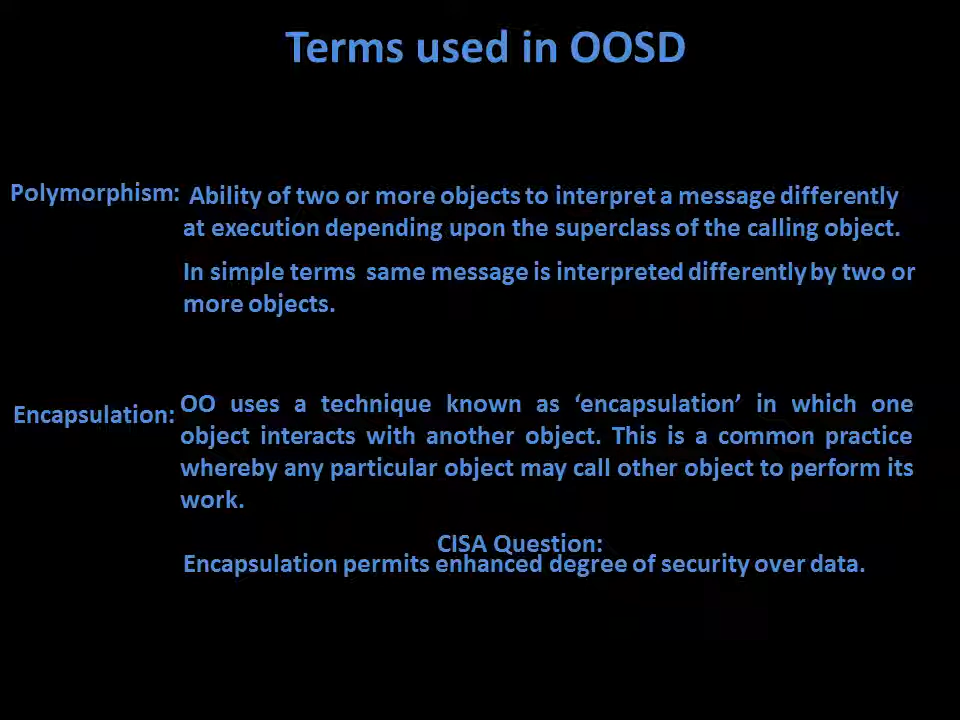 Terms used in OOSD
Polymorphism: Ability of two or more objects to interpret a message differently
at execution depending upon the superclass of the calling object.
In simple terms same message is interpreted differently by two or
more objects.
Encapsulation: OO uses a technique known as ‘encapsulation’ in which one
object interacts with another object. This is a common practice
whereby any particular object may call other object to perform its
work.
CISA Question:
Encapsulation permits enhanced degree of security over data.